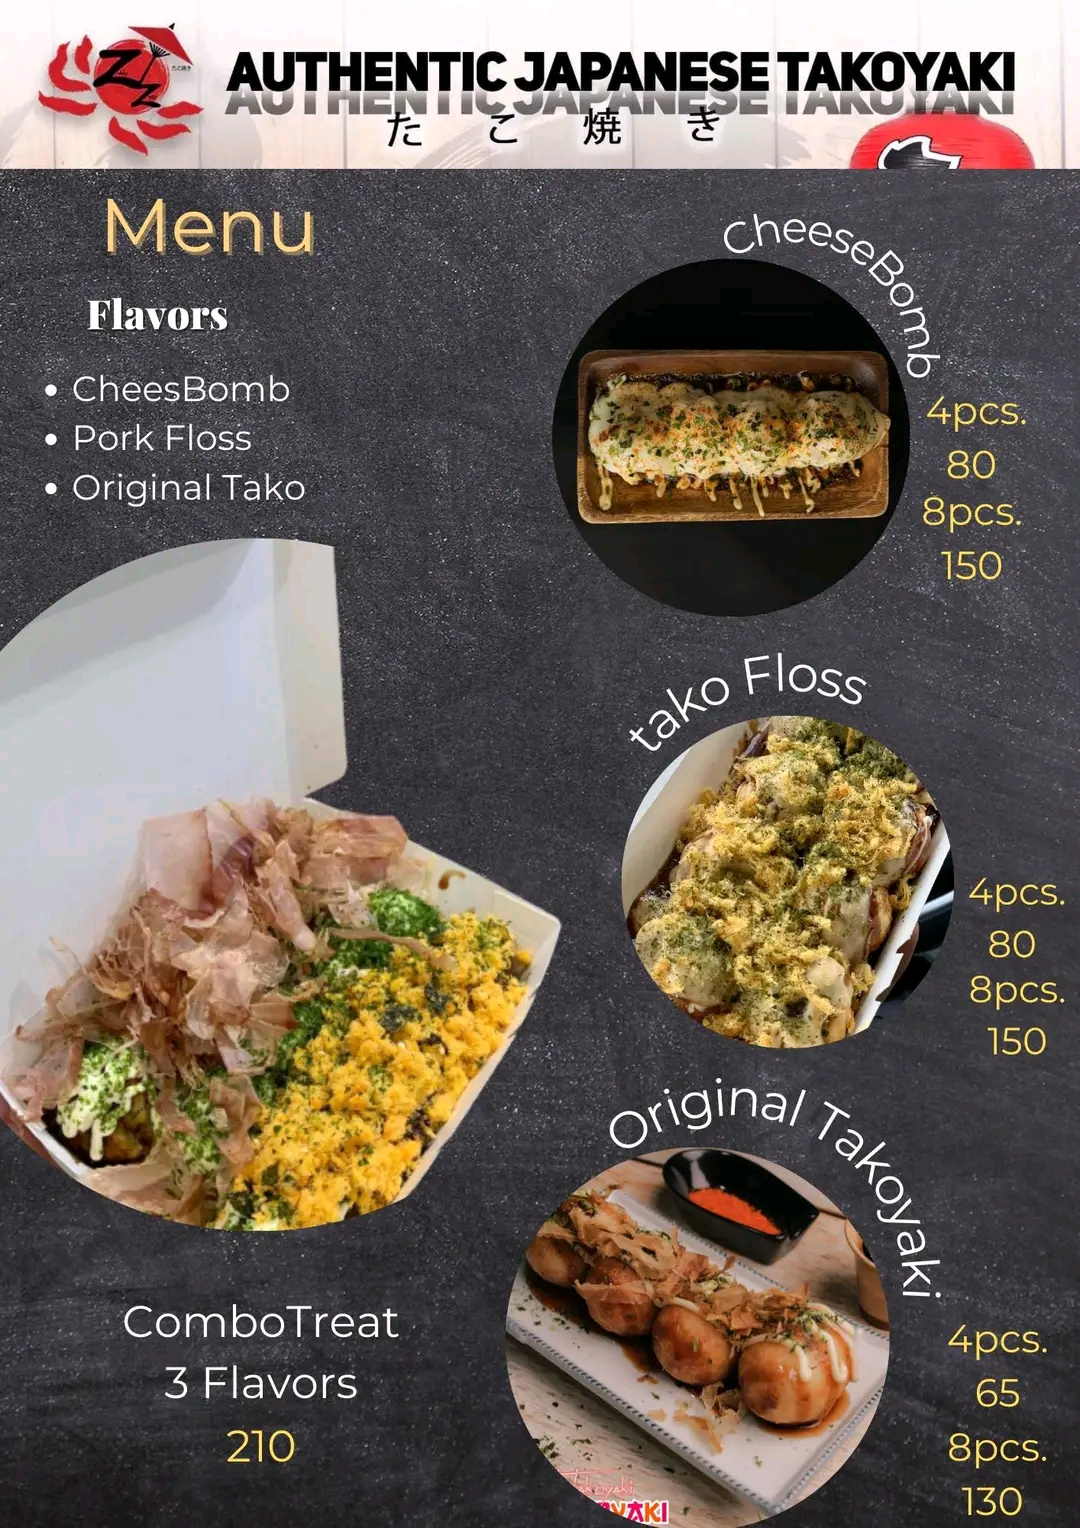 AUTHENTIC JAPANESE TAKOYAKI
たこ焼き
Menu
Flavors
• CheesBomb
• Pork Floss
• Original Tako
CheeseBomb
4pcs.
80
8pcs.
150
tako Floss
4pcs.
80
8pcs.
150
Original Takoyaki
4pcs.
65
8pcs.
130
ComboTreat
3 Flavors
210
Takoyaki